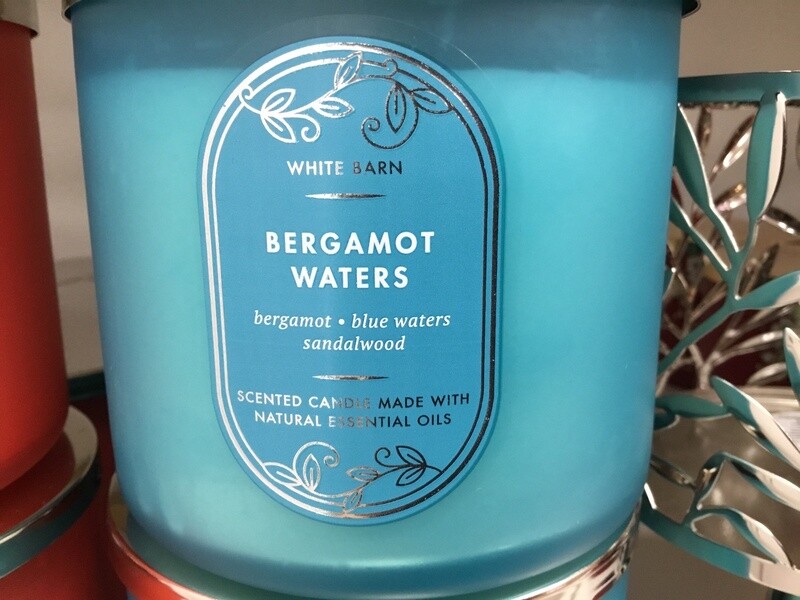 WHITE BARN
BERGAMOT
WATERS
bergamot • blue waters
sandalwood
SCENTED CANDLE MADE WITH
NATURAL ESSENTIAL OILS